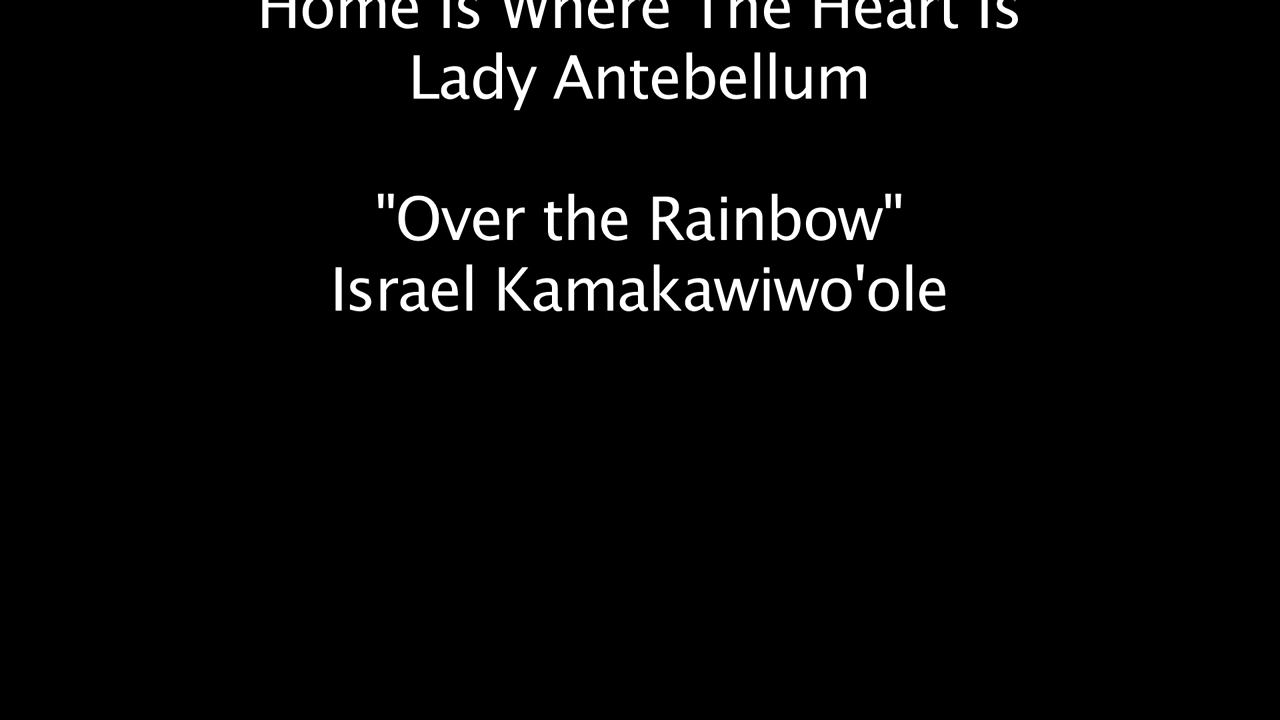 Home Is Where The Heart Is
Lady Antebellum
"Over the Rainbow"
Israel Kamakawiwo'ole